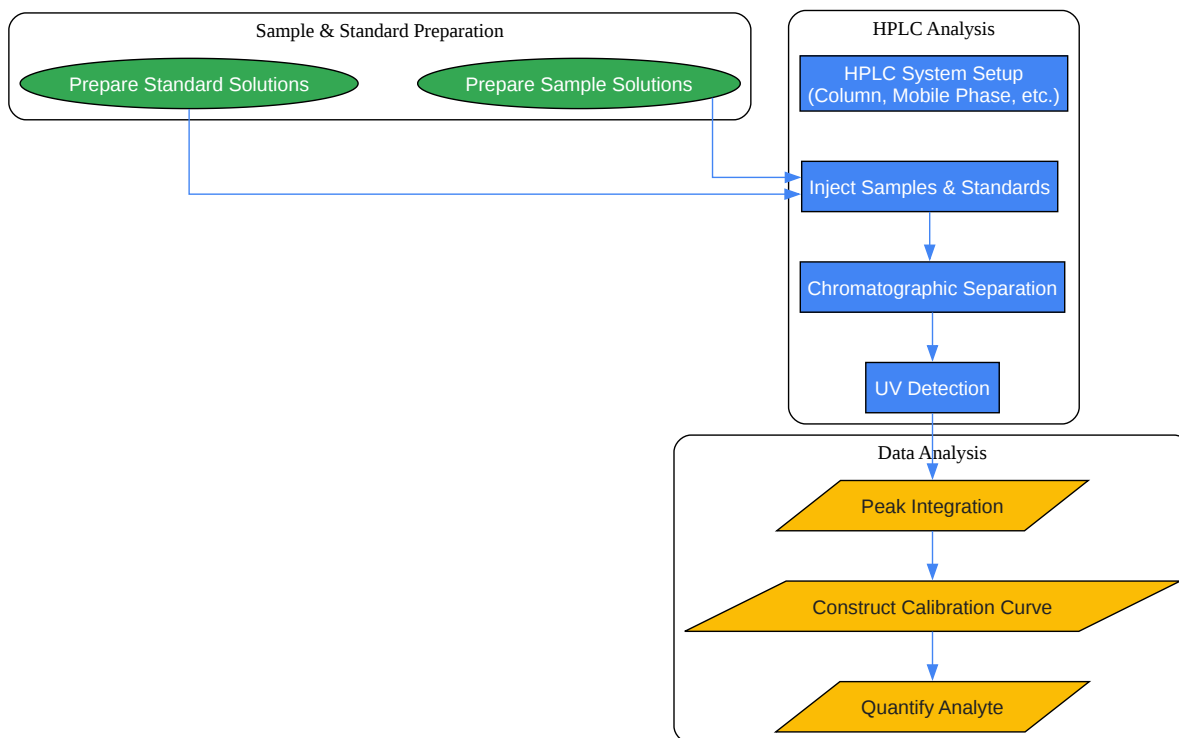 Sample & Standard Preparation
Prepare Standard Solutions
Prepare Sample Solutions
HPLC Analysis
HPLC System Setup
(Column, Mobile Phase, etc.)
Inject Samples & Standards
Chromatographic Separation
UV Detection
Data Analysis
Peak Integration
Construct Calibration Curve
Quantify Analyte